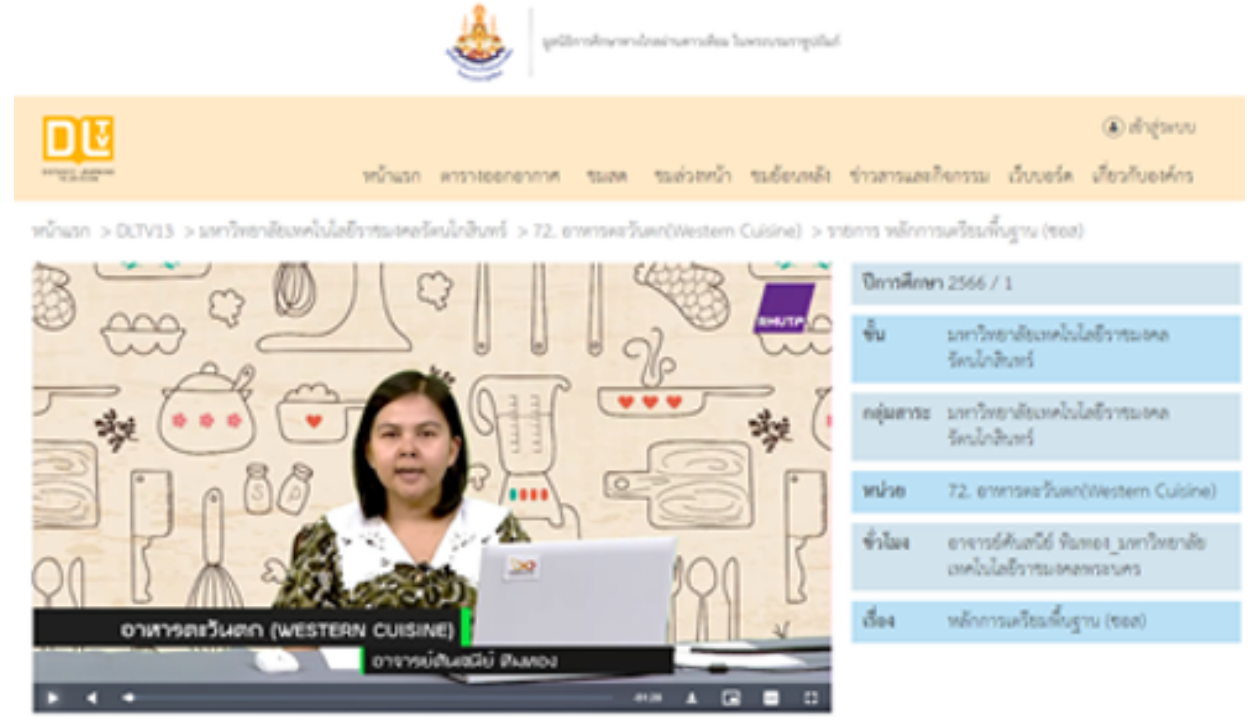 มูลนิธิการศึกษาทางไกลผ่านดาวเทียม ในพระบรมราชูปถัมภ์
DLTV
เข้าสู่ระบบ
หน้าแรก ตารางออกอากาศ ชมสด ชมล่วงหน้า ชมย้อนหลัง ข่าวสารและกิจกรรม เว็บบอร์ด เกี่ยวกับองค์กร
หน้าแรก > DLTV13 > มหาวิทยาลัยเทคโนโลยีราชมงคลรัตนโกสินทร์ > 72. อาหารตะวันตก(Western Cuisine) > รายการ หลักการเตรียมพื้นฐาน (ซอส)
RMUTP
อาหารตะวันตก (WESTERN CUISINE)
อาจารย์ศันสนีย์ ทิมทอง
ปีการศึกษา 2566 / 1
ชั้น มหาวิทยาลัยเทคโนโลยีราชมงคล
รัตนโกสินทร์
กลุ่มสาระ มหาวิทยาลัยเทคโนโลยีราชมงคล
รัตนโกสินทร์
หน่วย 72. อาหารตะวันตก(Western Cuisine)
ชั่วโมง อาจารย์ศันสนีย์ ทิมทอง_มหาวิทยาลัย
เทคโนโลยีราชมงคลพระนคร
เรื่อง หลักการเตรียมพื้นฐาน (ซอส)